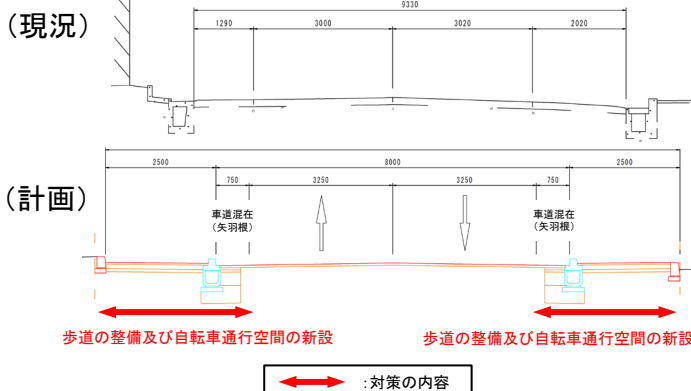 (現況)
9330
1290 3000 3020 2020
(計画)
2500 8000 2500
750 3250 3250 750
車道混在 車道混在
(矢羽根) (矢羽根)
歩道の整備及び自転車通行空間の新設 歩道の整備及び自転車通行空間の新設
:対策の内容